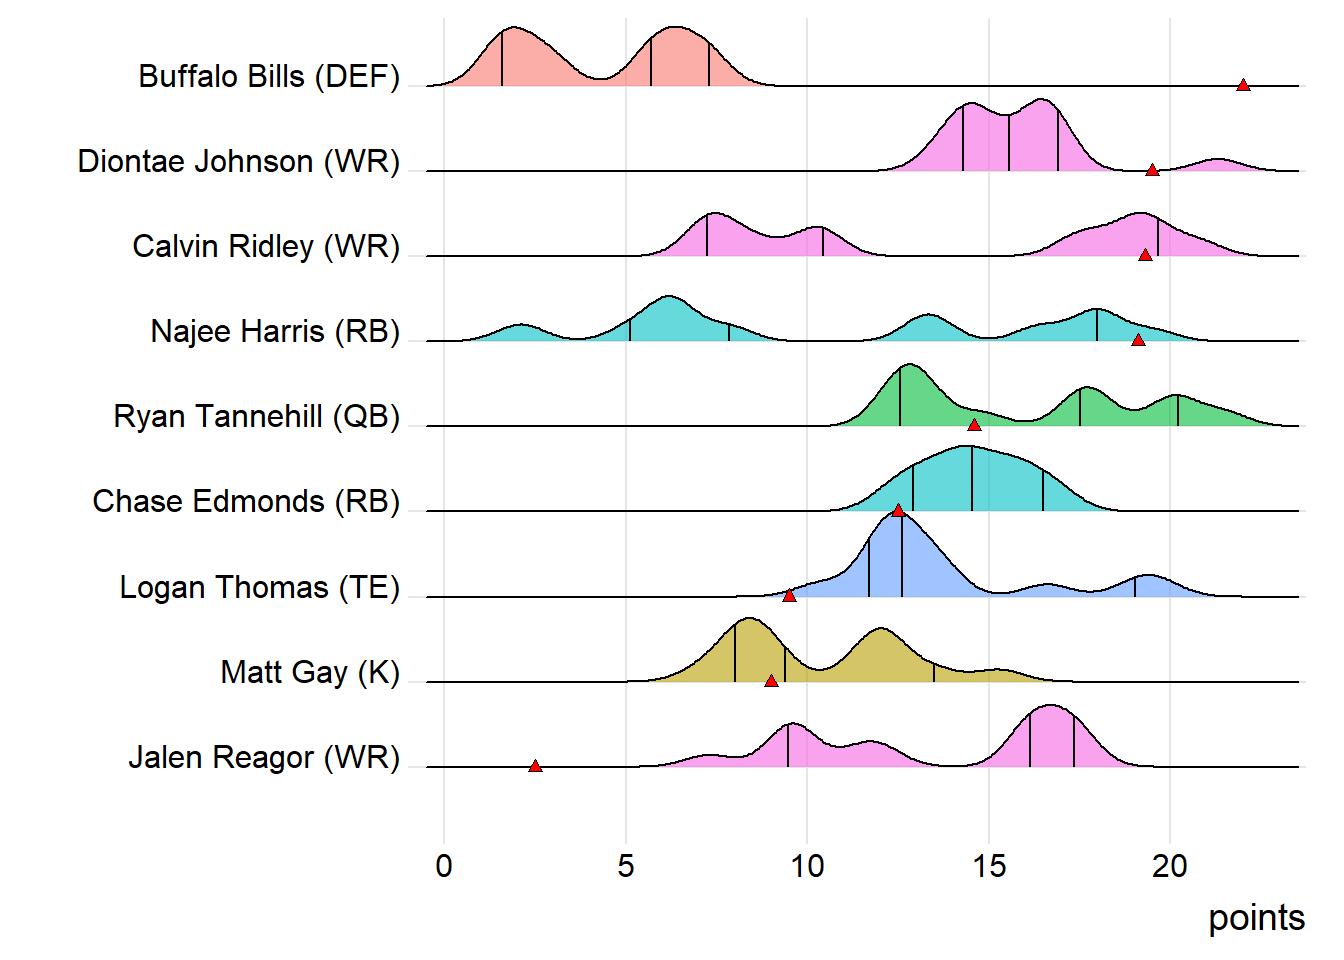 Buffalo Bills (DEF)
Diontae Johnson (WR)
Calvin Ridley (WR)
Najee Harris (RB)
Ryan Tannehill (QB)
Chase Edmonds (RB)
Logan Thomas (TE)
Matt Gay (K)
Jalen Reagor (WR)
0 5 10 15 20
points